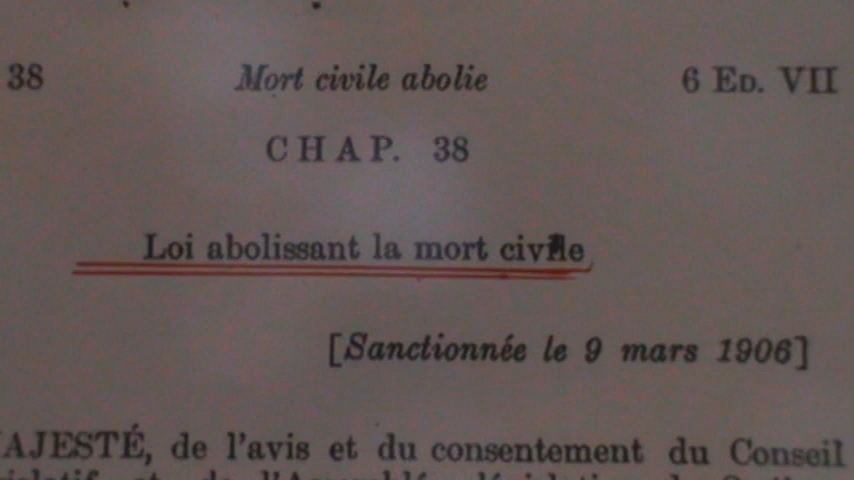 38 Mort civile abolie 6 ED. VII
CHAP. 38
Loi abolissant la mort civile
[Sanctionnée le 9 mars 1906]
AJESTÉ, de l'avis et du consentement du Conseil